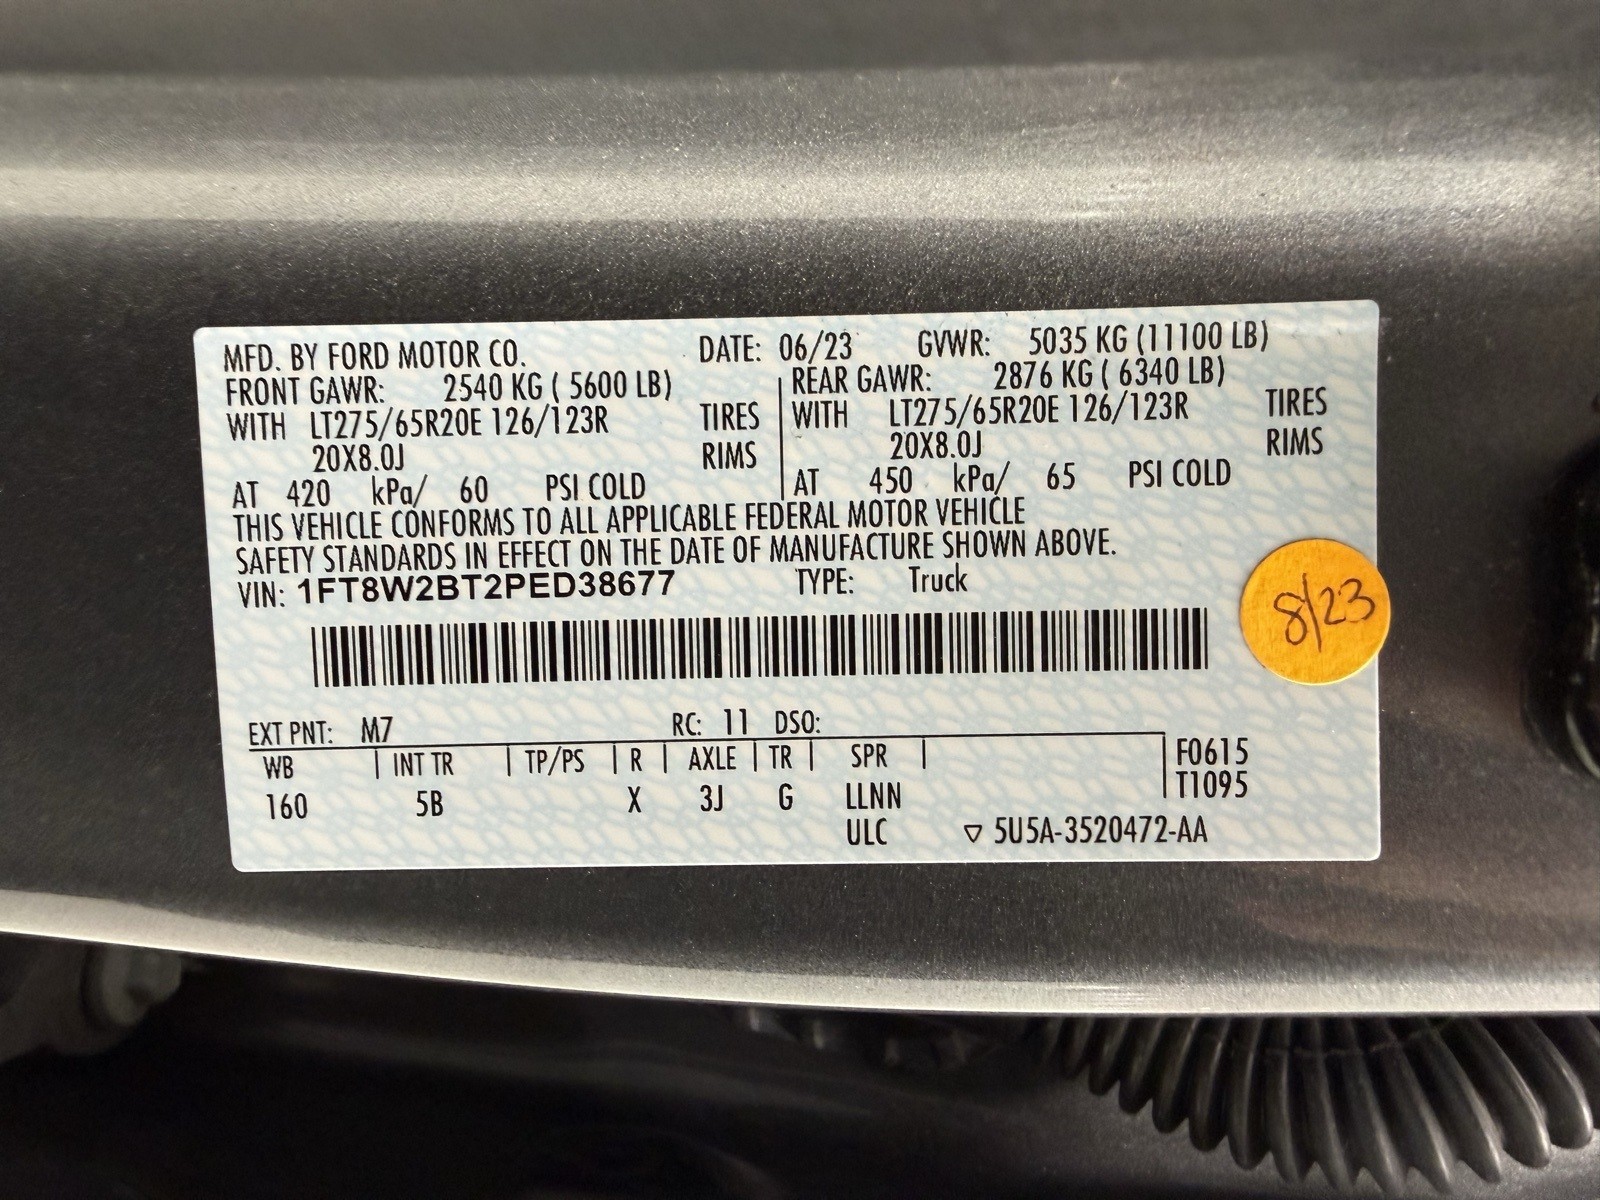 MFD. BY FORD MOTOR CO. DATE: 06/23 GVWR: 5035 KG (11100 LB)
FRONT GAWR: 2540 KG ( 5600 LB) REAR GAWR: 2876 KG ( 6340 LB)
WITH LT275/65R20E 126/123R TIRES WITH LT275/65R20E 126/123R TIRES
20X8.0J RIMS 20X8.0J RIMS
AT 420 kPa/ 60 PSI COLD AT 450 kPa/ 65 PSI COLD
THIS VEHICLE CONFORMS TO ALL APPLICABLE FEDERAL MOTOR VEHICLE
SAFETY STANDARDS IN EFFECT ON THE DATE OF MANUFACTURE SHOWN ABOVE.
VIN: 1FT8W2BT2PED38677 TYPE: Truck
8/23
EXT PNT: M7 RC: 11 DSO:
WB INT TR TP/PS R AXLE TR SPR F0615
T1095
160 5B X 3J G LLNN
ULC ▽ 5U5A-3520472-AA